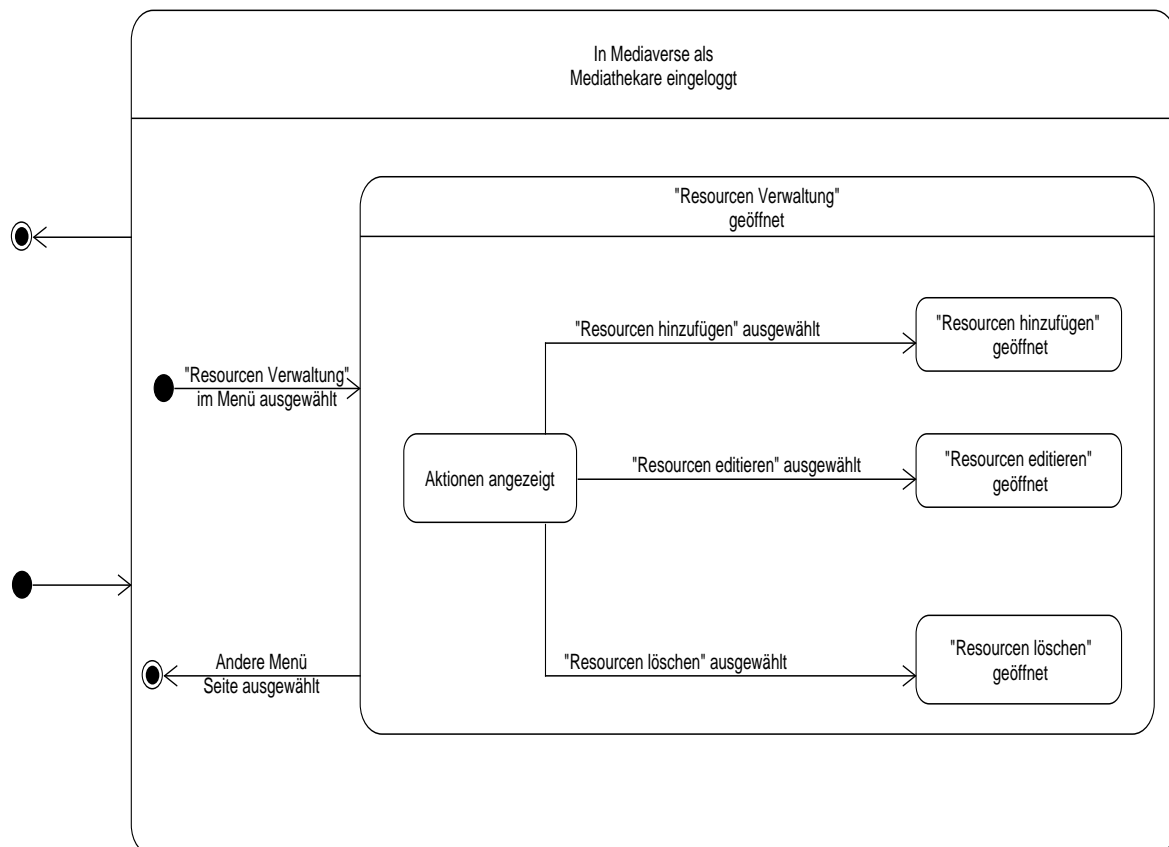 In Mediaverse als
Mediathekare eingeloggt
"Resourcen Verwaltung"
geöffnet
"Resourcen hinzufügen" ausgewählt
"Resourcen hinzufügen"
geöffnet
"Resourcen Verwaltung"
im Menü ausgewählt
Aktionen angezeigt
"Resourcen editieren" ausgewählt
"Resourcen editieren"
geöffnet
Andere Menü
Seite ausgewählt
"Resourcen löschen" ausgewählt
"Resourcen löschen"
geöffnet